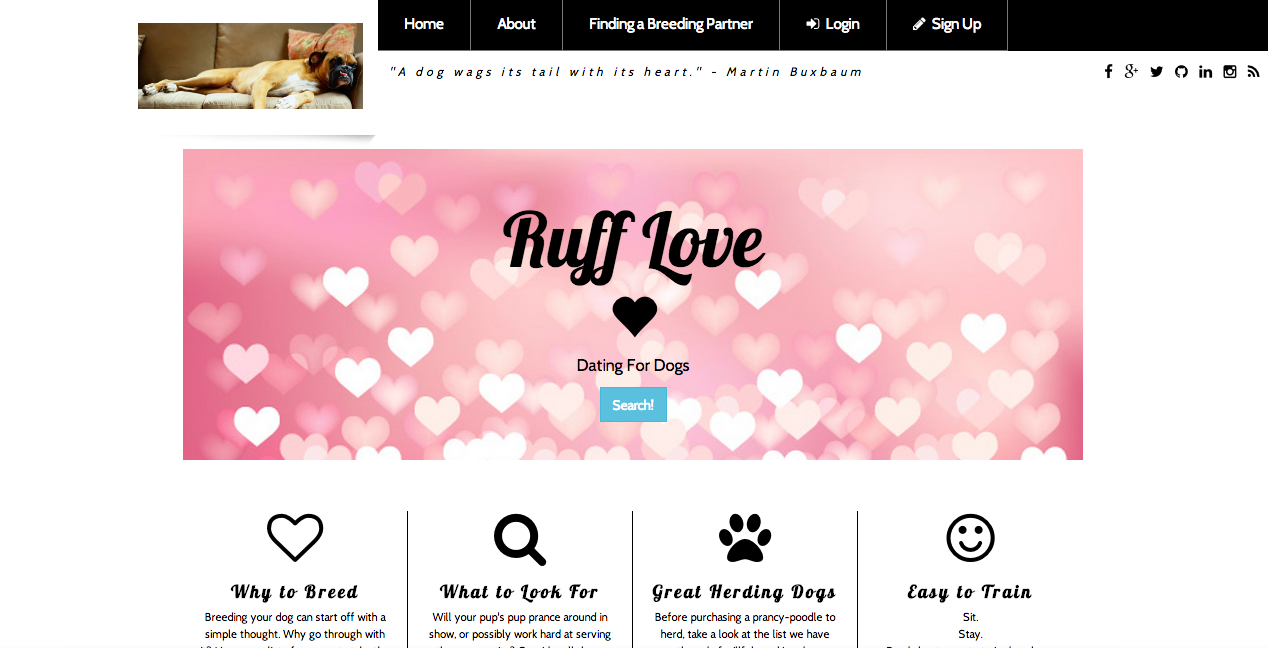 Home
About
Finding a Breeding Partner
Login
Sign Up
"A dog wags its tail with its heart." - Martin Buxbaum
Ruff Love
Dating For Dogs
Search!
Why to Breed
Breeding your dog can start off with a
simple thought. Why go through with
What to Look For
Will your pup's pup prance around in
show, or possibly work hard at serving
Great Herding Dogs
Before purchasing a prancy-poodle to
herd, take a look at the list we have
Easy to Train
Sit.
Stay.